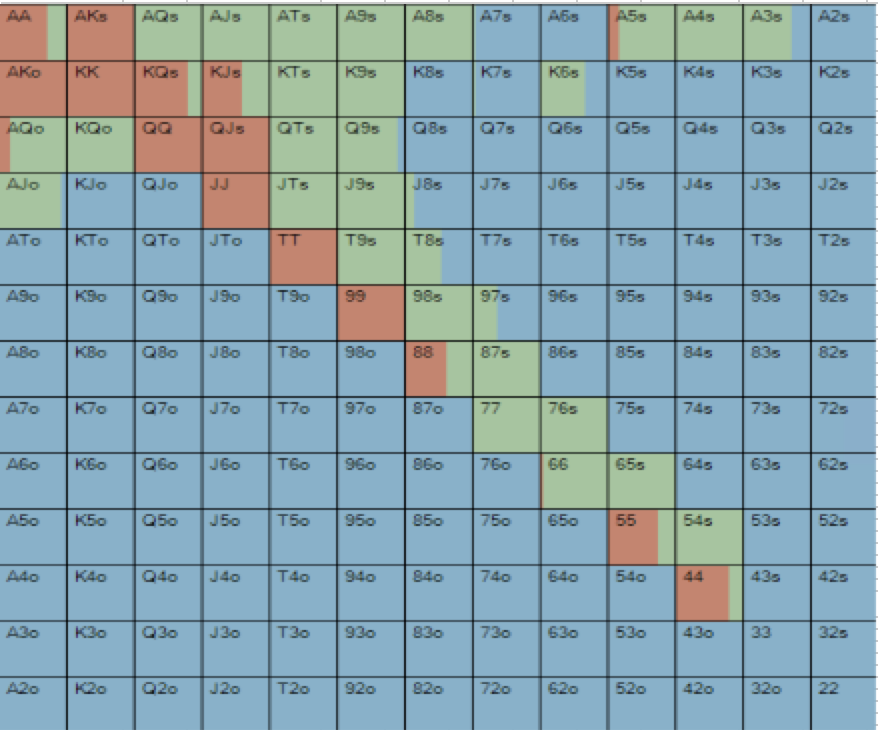 AA AKs AQs AJs ATs A9s A8s A7s A6s A5s A4s A3s A2s
AKo KK KQs KJs KTs K9s K8s K7s K6s K5s K4s K3s K2s
AQo KQo QQ QJs QTs Q9s Q8s Q7s Q6s Q5s Q4s Q3s Q2s
AJo KJo QJo JJ JTs J9s J8s J7s J6s J5s J4s J3s J2s
ATo KTo QTo JTo TT T9s T8s T7s T6s T5s T4s T3s T2s
A9o K9o Q9o J9o T9o 99 98s 97s 96s 95s 94s 93s 92s
A8o K8o Q8o J8o T8o 98o 88 87s 86s 85s 84s 83s 82s
A7o K7o Q7o J7o T7o 97o 87o 77 76s 75s 74s 73s 72s
A6o K6o Q6o J6o T6o 96o 86o 76o 66 65s 64s 63s 62s
A5o K5o Q5o J5o T5o 95o 85o 75o 65o 55 54s 53s 52s
A4o K4o Q4o J4o T4o 94o 84o 74o 64o 54o 44 43s 42s
A3o K3o Q3o J3o T3o 93o 83o 73o 63o 53o 43o 33 32s
A2o K2o Q2o J2o T2o 92o 82o 72o 62o 52o 42o 32o 22